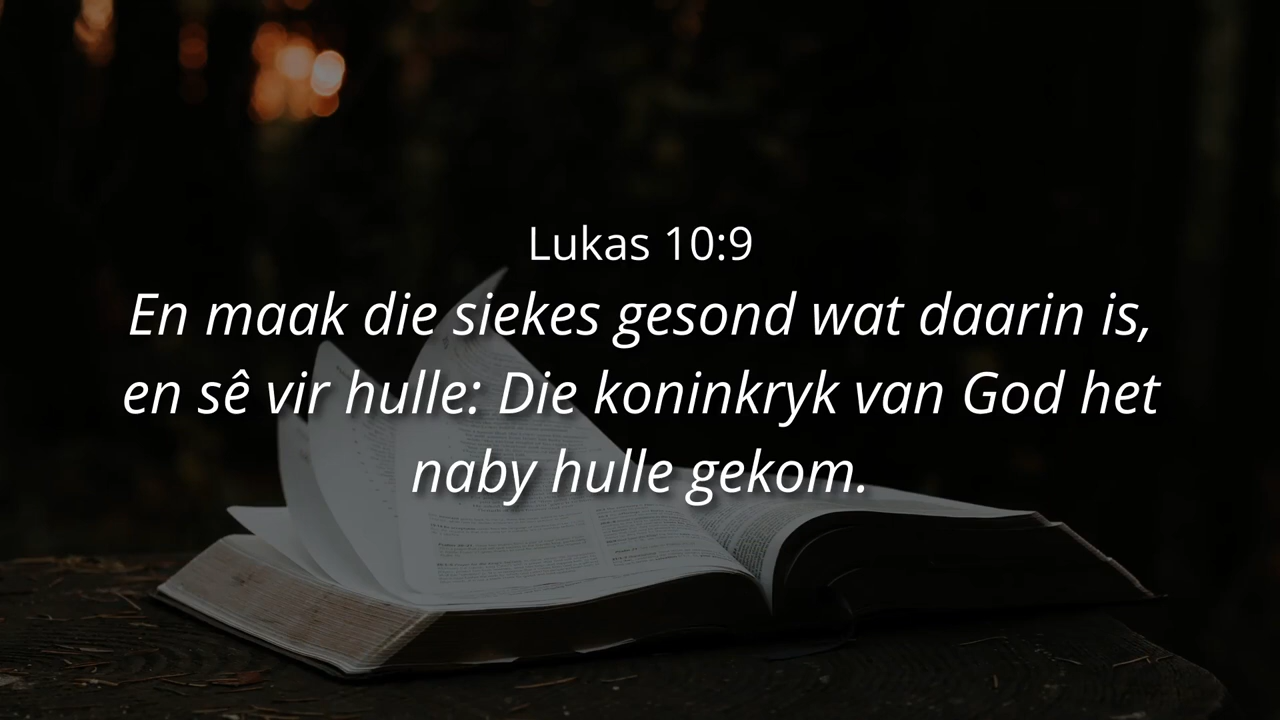 Lukas 10:9
En maak die siekes gesond wat daarin is,
en sê vir hulle: Die koninkryk van God het
naby hulle gekom.